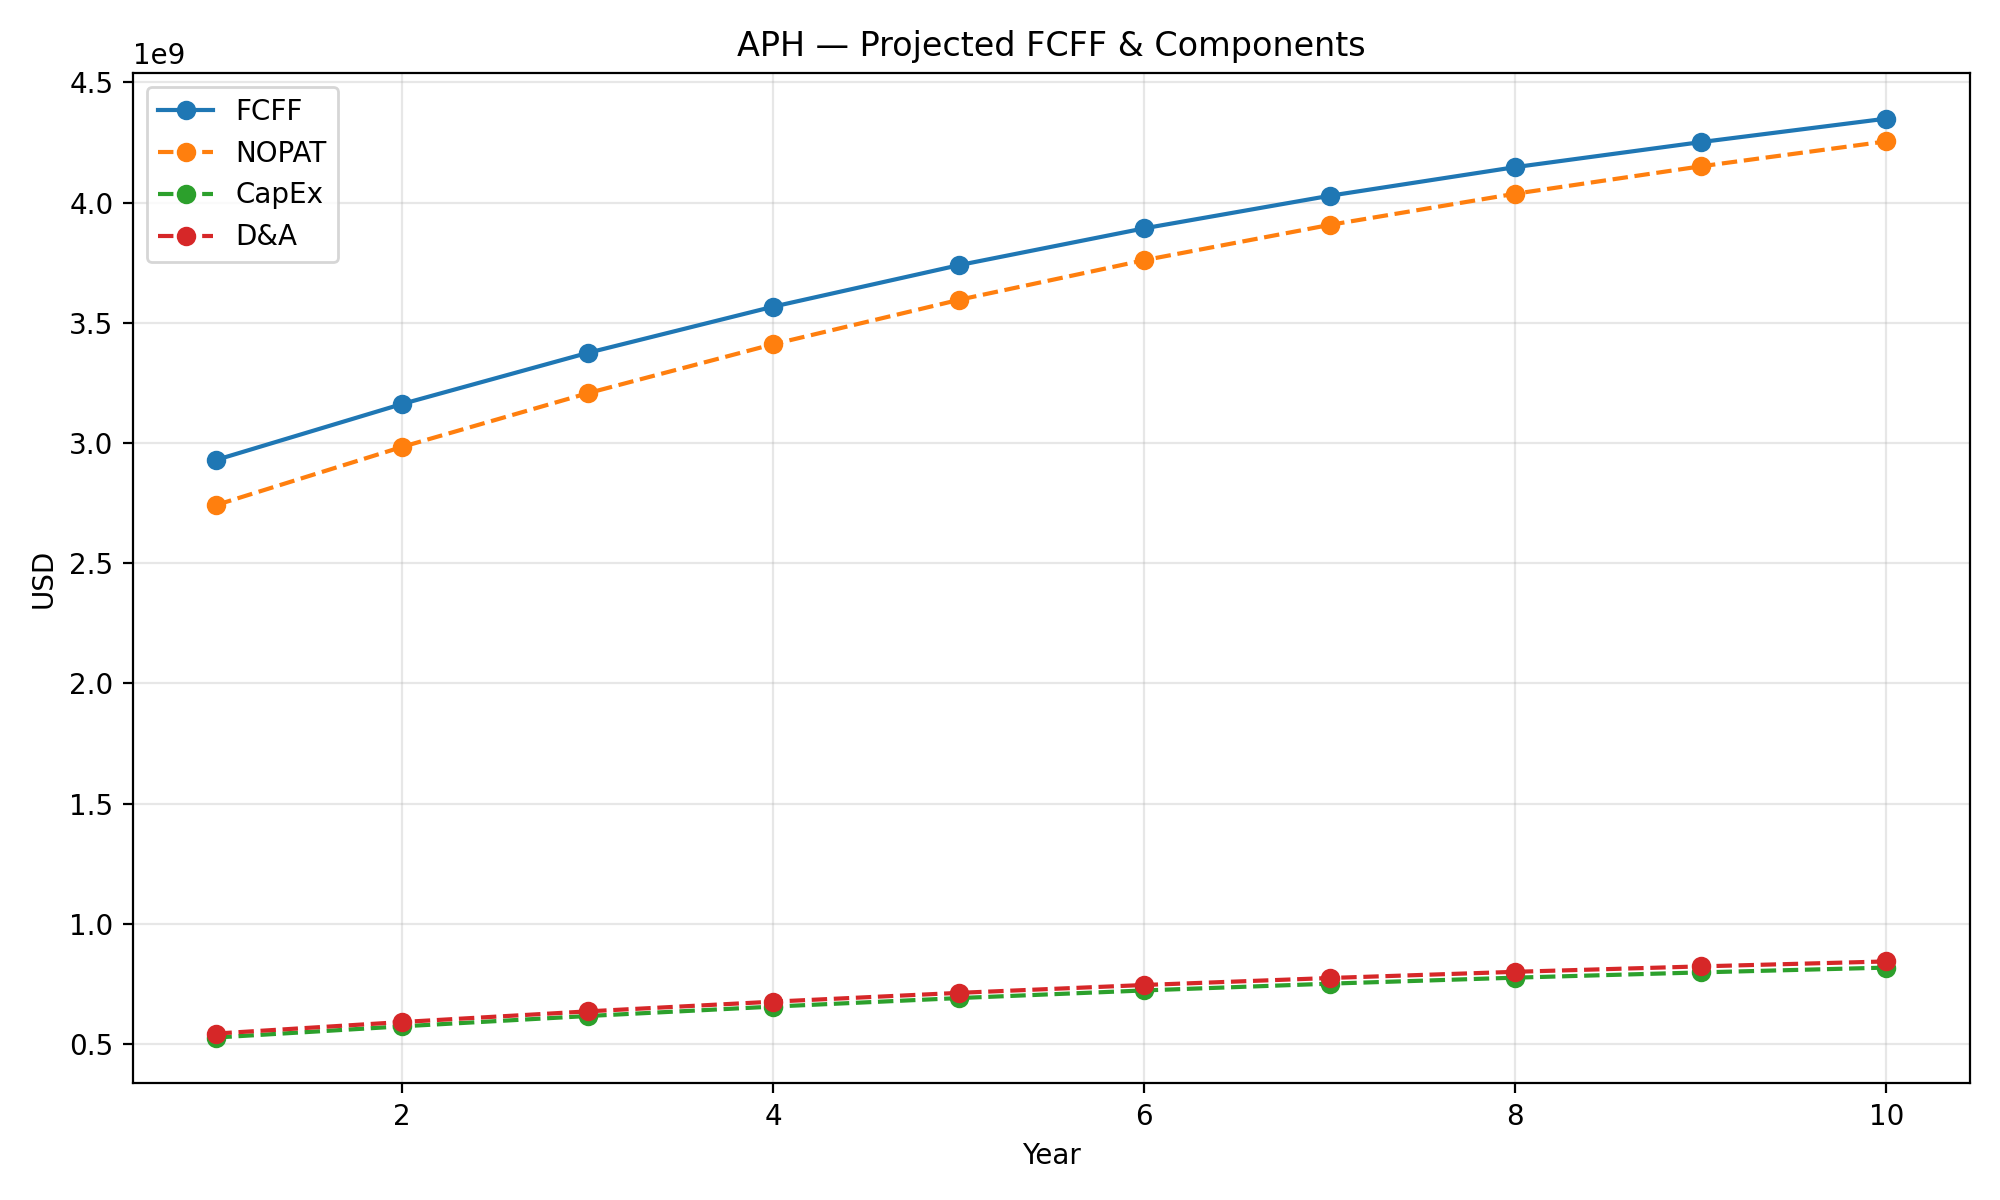 APH — Projected FCFF & Components
1e9
4.5
4.0
3.5
3.0
2.5
2.0
1.5
1.0
0.5
USD
FCFF
NOPAT
CapEx
D&A
2
4
6
8
10
Year